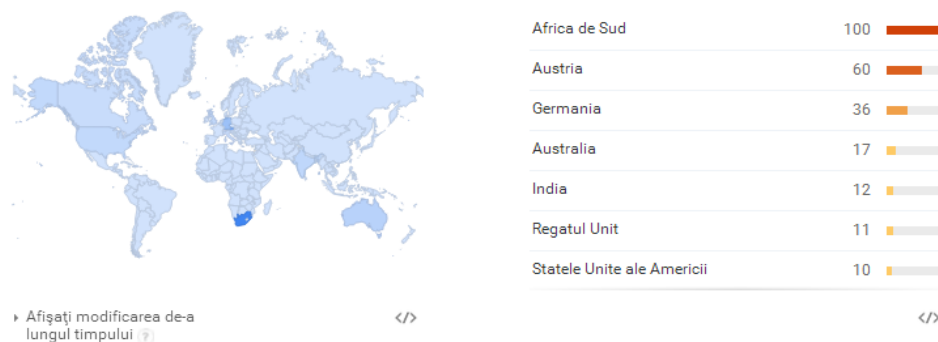 Africa de Sud 100
Austria 60
Germania 36
Australia 17
India 12
Regatul Unit 11
Statele Unite ale Americii 10
Afişaţi modificarea de-a
lungul timpului ?
</> </>